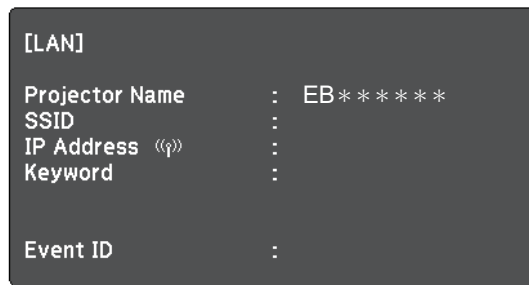 [LAN]
Projector Name : EB******
SSID :
IP Address :
Keyword :
Event ID :